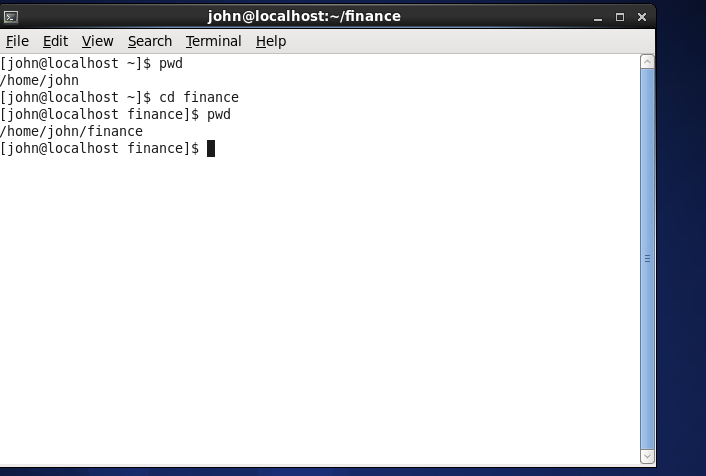 john@localhost:~/finance
File Edit View Search Terminal Help
[john@localhost ~]$ pwd
/home/john
[john@localhost ~]$ cd finance
[john@localhost finance]$ pwd
/home/john/finance
[john@localhost finance]$